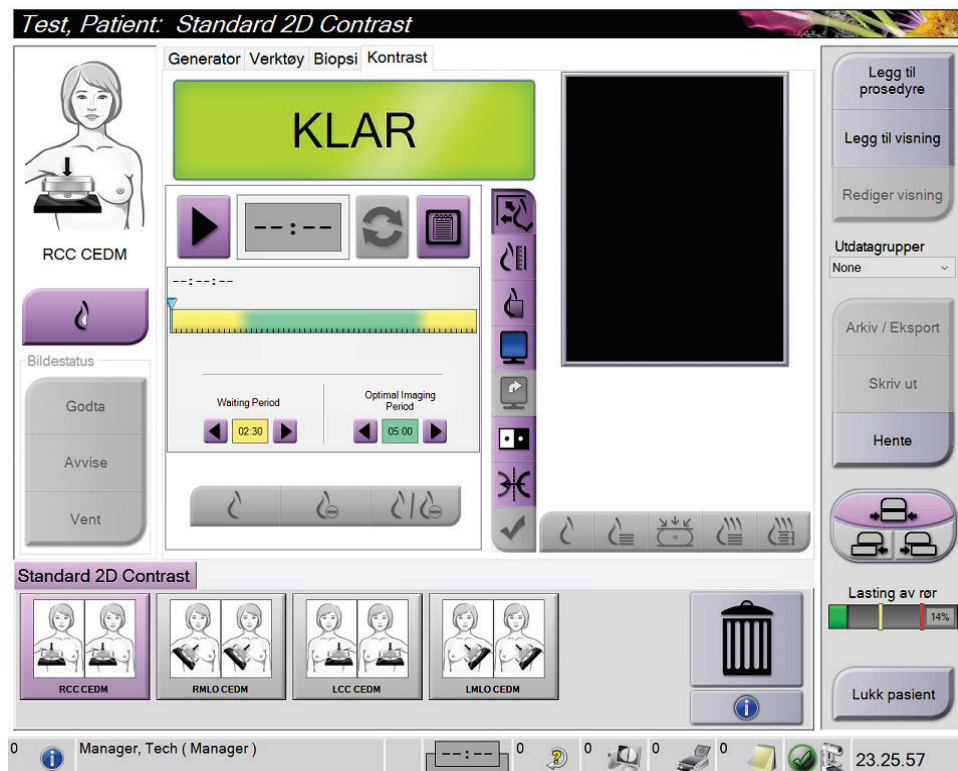 Test, Patient: Standard 2D Contrast
Generator Verktøy Biopsi Kontrast
KLAR
RCC CEDM
--:--
--:--:--
Waiting Period
Optimal Imaging
Period
02:30
05:00
Bildestatus
Godta
Avvise
Vent
Legg til
prosedyre
Legg til visning
Rediger visning
Utdatagrupper
None
Arkiv / Eksport
Skriv ut
Hente
Lasting av rør
14%
Lukk pasient
Standard 2D Contrast
RCC CEDM
RMLO CEDM
LCC CEDM
LMLO CEDM
0 Manager, Tech ( Manager ) --:-- 0 0 0 0 23.25.57